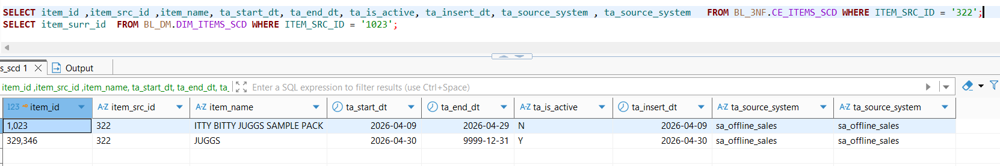 SELECT item_id ,item_src_id ,item_name, ta_start_dt, ta_end_dt, ta_is_active, ta_insert_dt, ta_source_system , ta_source_system FROM BL_3NF.CE_ITEMS_SCD WHERE ITEM_SRC_ID = '322';
SELECT item_surr_id FROM BL_DM.DIM_ITEMS_SCD WHERE ITEM_SRC_ID = '1023';
s_scd 1 Output
item_id ,item_src_id ,item_name, ta_start_dt, ta_end_dt, ta_ Enter a SQL expression to filter results (use Ctrl+Space)
123 item_id A-Z item_src_id A-Z item_name ta_start_dt ta_end_dt A-Z ta_is_active ta_insert_dt A-Z ta_source_system A-Z ta_source_system
1,023 322 ITTY BITTY JUGGS SAMPLE PACK 2026-04-09 2026-04-29 N 2026-04-09 sa_offline_sales sa_offline_sales
329,346 322 JUGGS 2026-04-30 9999-12-31 Y 2026-04-30 sa_offline_sales sa_offline_sales